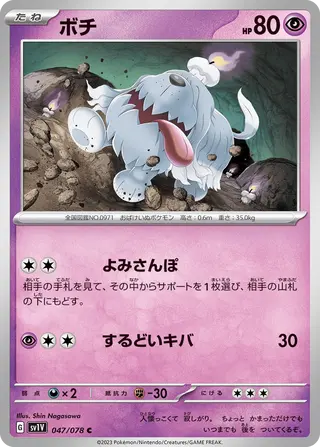 たね
ボチ
HP80
全国図鑑NO.0971 おばけいぬポケモン 高さ:0.6m 重さ:35.0kg
よみさんぽ
相手の手札を見て、その中からサポートを1枚選び、相手の山札
の下にもどす。
するどいキバ 30
弱点 ×2 抵抗力 -30 にげる
Illus. Shin Nagasawa
G sv1V 047/078 C
人懐っこくて 寂しがり。 ちょっと かまっただけでも
いつまでも うしろを ついてくる。
©2023 Pokémon/Nintendo/Creatures/GAME FREAK.